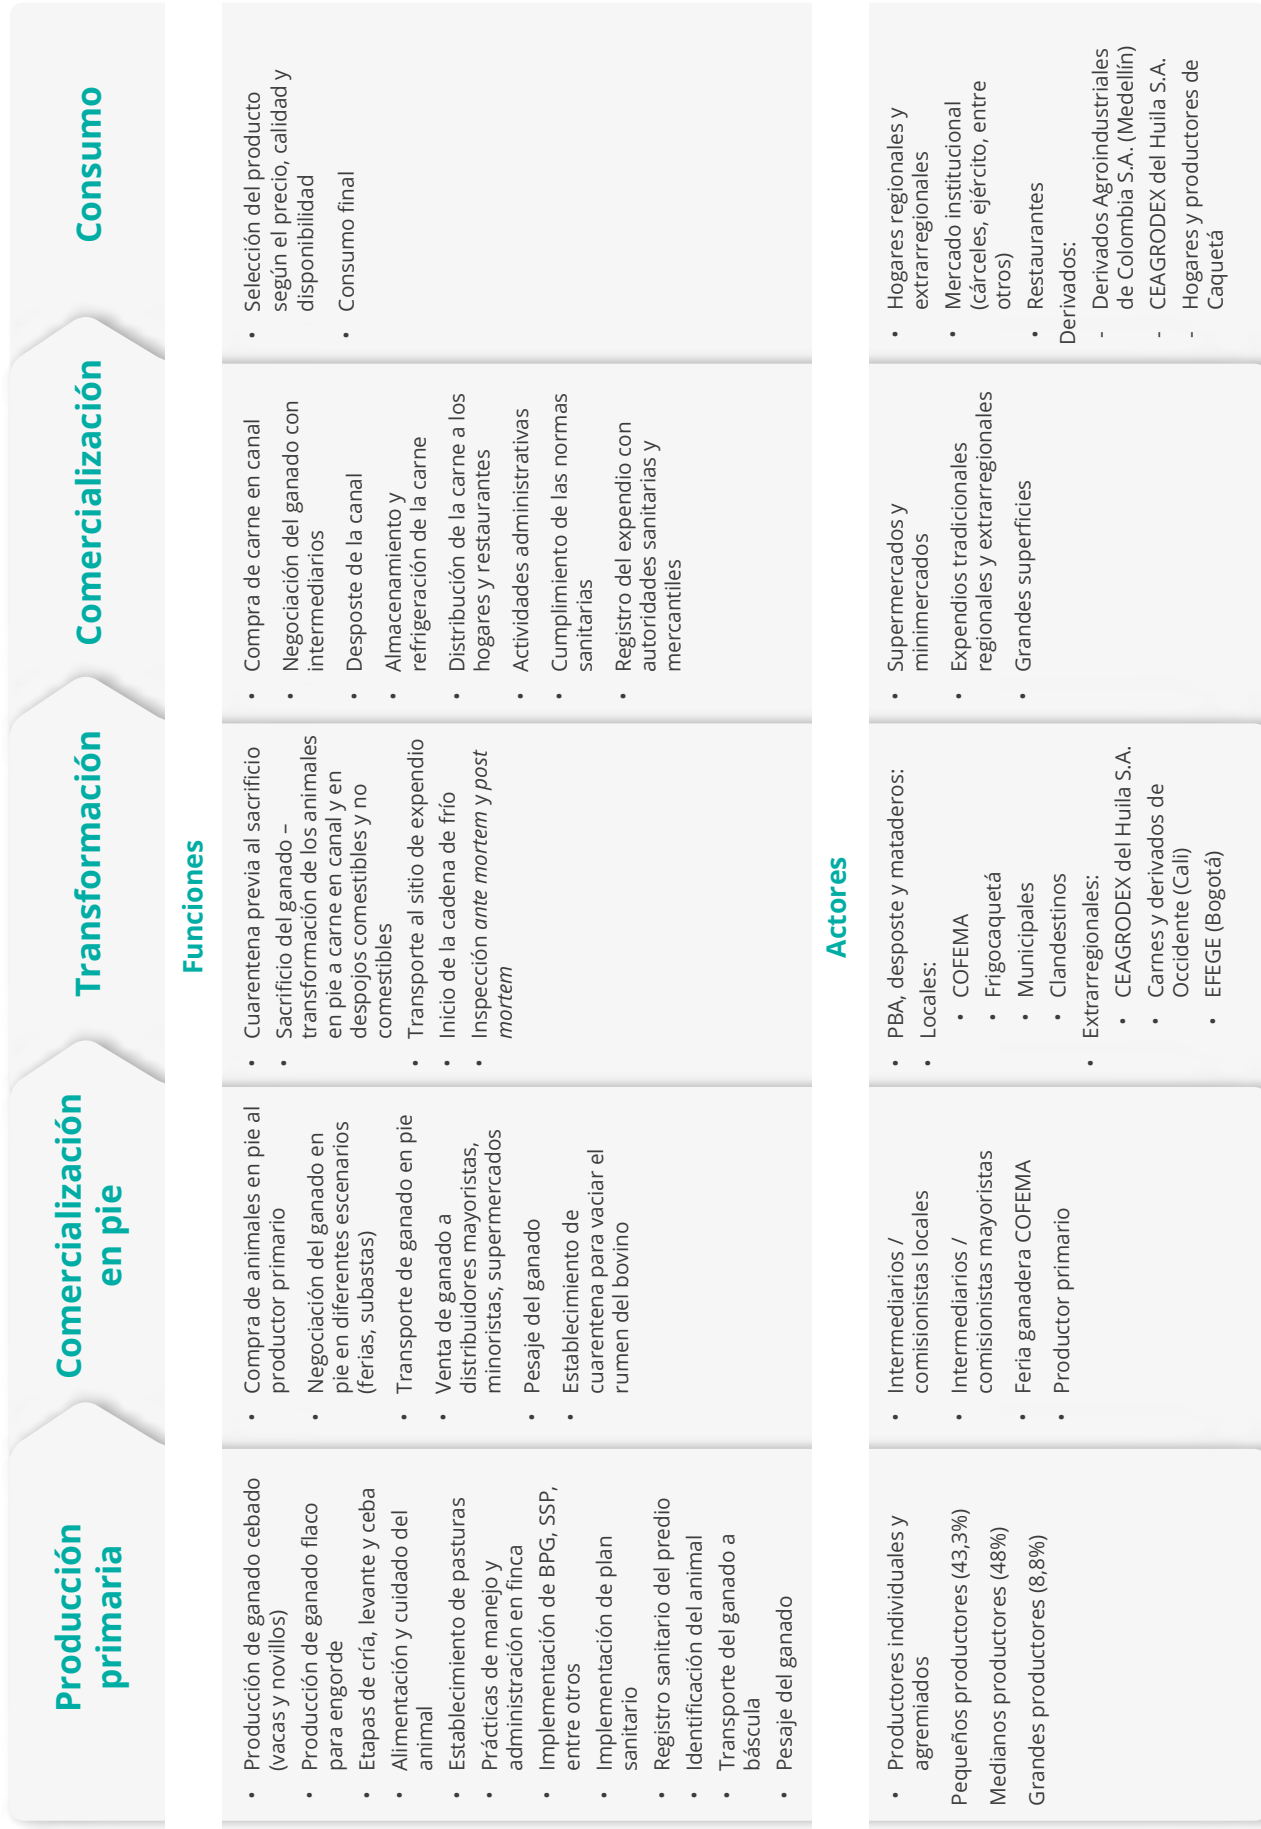 Producción
primaria
Comercialización
en pie
Transformación
Comercialización
Consumo
Funciones
• Producción de ganado cebado
(vacas y novillos)
• Producción de ganado flaco
para engorde
• Etapas de cría, levante y ceba
• Alimentación y cuidado del
animal
• Establecimiento de pasturas
• Prácticas de manejo y
administración en finca
• Implementación de BPG, SSP,
entre otros
• Implementación de plan
sanitario
• Registro sanitario del predio
• Identificación del animal
• Transporte del ganado a
báscula
• Pesaje del ganado
• Compra de animales en pie al
productor primario
• Negociación del ganado en
pie en diferentes escenarios
(ferias, subastas)
• Transporte de ganado en pie
• Venta de ganado a
distribuidores mayoristas,
minoristas, supermercados
• Pesaje del ganado
• Establecimiento de
cuarentena para vaciar el
rumen del bovino
• Cuarentena previa al sacrificio
• Sacrificio del ganado –
transformación de los animales
en pie a carne en canal y en
despojos comestibles y no
comestibles
• Transporte al sitio de expendio
• Inicio de la cadena de frío
• Inspección ante mortem y post
mortem
• Compra de carne en canal
• Negociación del ganado con
intermediarios
• Desposte de la canal
• Almacenamiento y
refrigeración de la carne
• Distribución de la carne a los
hogares y restaurantes
• Actividades administrativas
• Cumplimiento de las normas
sanitarias
• Registro del expendio con
autoridades sanitarias y
mercantiles
• Selección del producto
según el precio, calidad y
disponibilidad
• Consumo final
Actores
• Productores individuales y
agremiados
Pequeños productores (43,3%)
Medianos productores (48%)
Grandes productores (8,8%)
• Intermediarios /
comisionistas locales
• Intermediarios /
comisionistas mayoristas
• Feria ganadera COFEMA
• Productor primario
• PBA, desposte y mataderos:
• Locales:
• COFEMA
• Frigocaquetá
• Municipales
• Clandestinos
• Extrarregionales:
• CEAGRODEX del Huila S.A.
• Carnes y derivados de
Occidente (Cali)
• EFEGE (Bogotá)
• Supermercados y
minimercados
• Expendios tradicionales
regionales y extrarregionales
• Grandes superficies
• Hogares regionales y
extrarregionales
• Mercado institucional
(cárceles, ejército, entre
otros)
• Restaurantes
Derivados:
- Derivados Agroindustriales
de Colombia S.A. (Medellín)
- CEAGRODEX del Huila S.A.
- Hogares y productores de
Caquetá